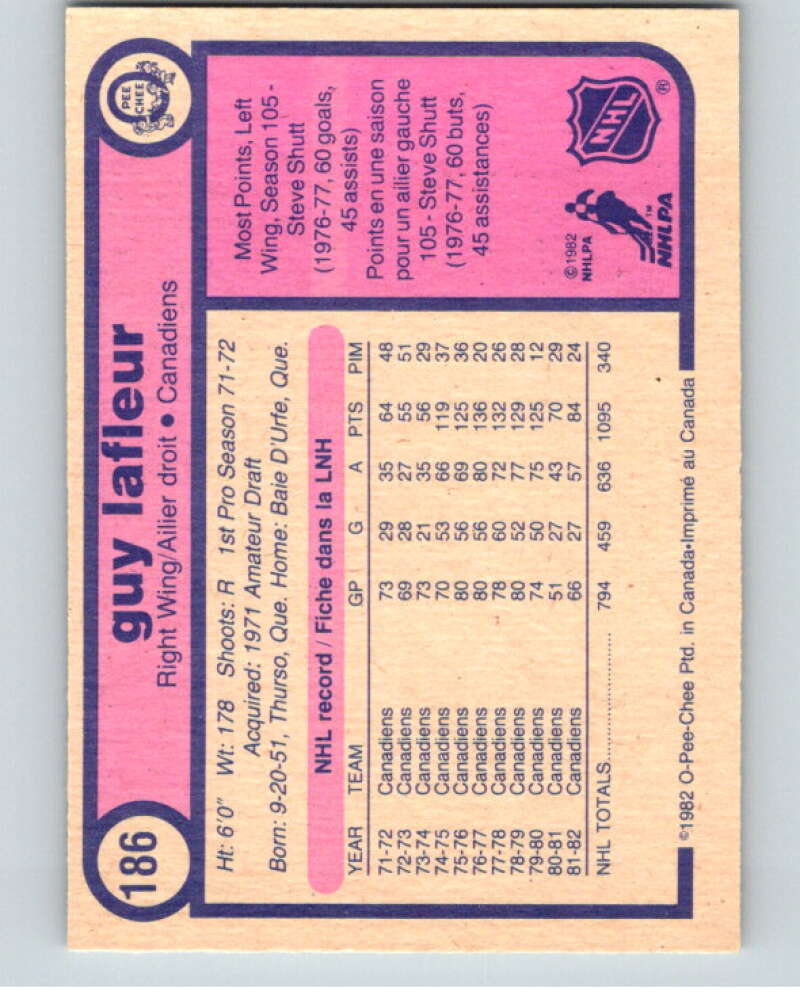 186
guy lafleur
Right Wing/Ailier droit • Canadiens
O
PEE
CHEE
Ht: 6'0" Wt: 178 Shoots: R 1st Pro Season 71-72
Acquired: 1971 Amateur Draft
Born: 9-20-51, Thurso, Que. Home: Baie D'Urfe, Que.
NHL record / Fiche dans la LNH
YEAR TEAM GP G A PTS PIM
71-72 Canadiens 73 29 35 64 48
72-73 Canadiens 69 28 27 55 51
73-74 Canadiens 73 21 35 56 29
74-75 Canadiens 70 53 66 119 37
75-76 Canadiens 80 56 69 125 36
76-77 Canadiens 80 56 80 136 20
77-78 Canadiens 78 60 72 132 26
78-79 Canadiens 80 52 77 129 28
79-80 Canadiens 74 50 75 125 12
80-81 Canadiens 51 27 43 70 29
81-82 Canadiens 66 27 57 84 24
NHL TOTALS.................. 794 459 636 1095 340
Most Points, Left
Wing, Season 105 -
Steve Shutt
(1976-77, 60 goals,
45 assists)
Points en une saison
pour un ailier gauche
105 - Steve Shutt
(1976-77, 60 buts,
45 assistances)
©1982
NHLPA
NHLPA™
NHL®
©1982 O-Pee-Chee Ptd. in Canada•Imprimé au Canada